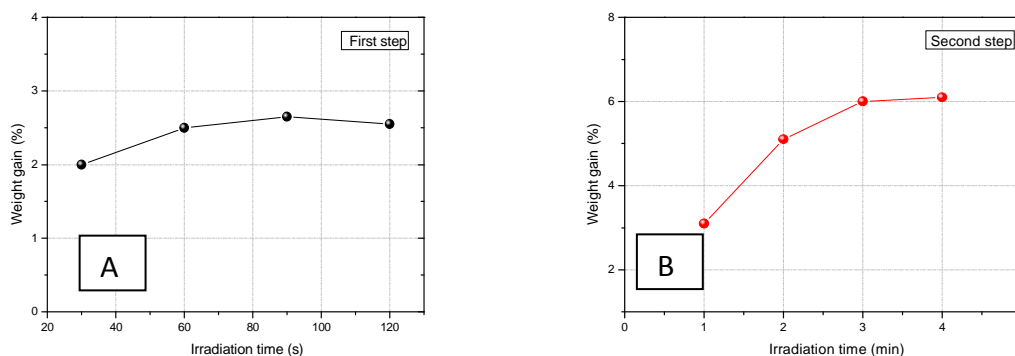 First step
Weight gain (%)
4
3
2
1
0
A
20 40 60 80 100 120
Irradiation time (s)
Second step
Weight gain (%)
8
6
4
2
B
0 1 2 3 4
Irradiation time (min)